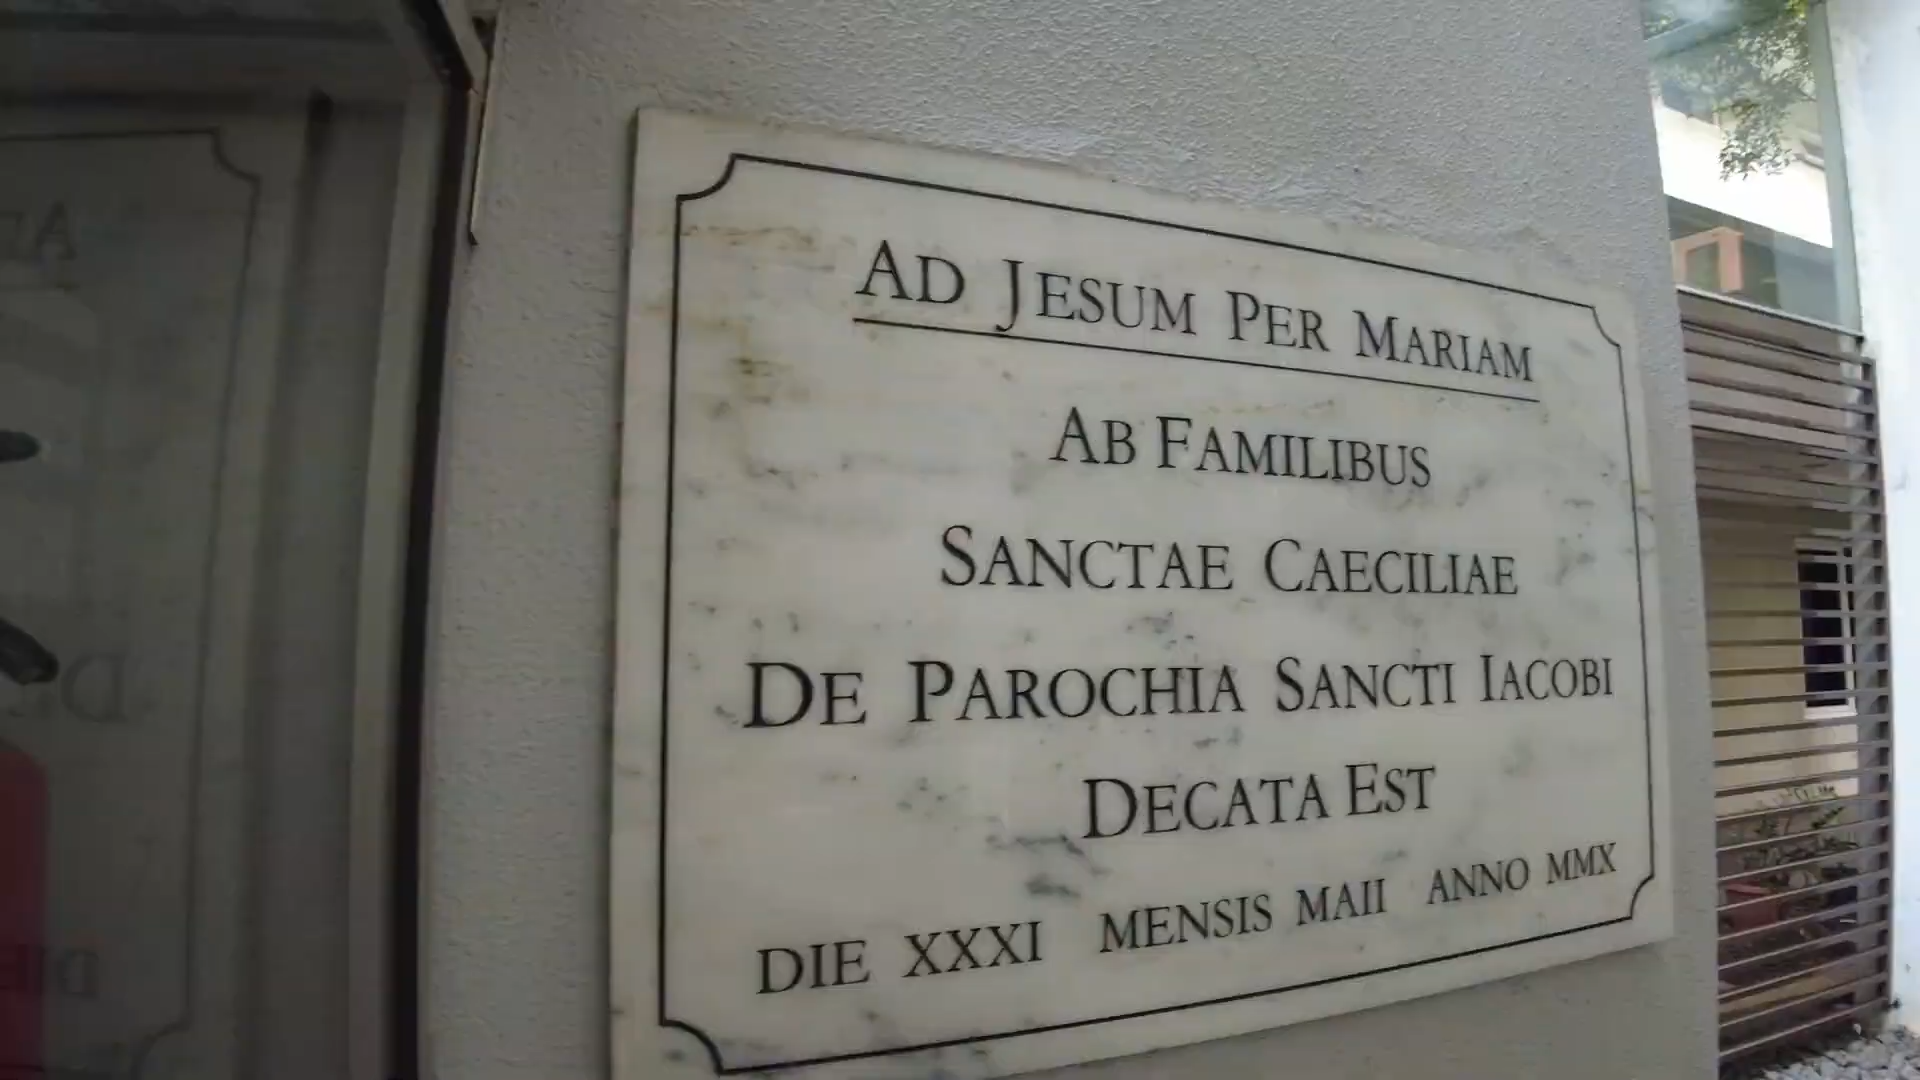 AD JESUM PER MARIAM
AB FAMILIBUS
SANCTAE CAECILIAE
DE PAROCHIA SANCTI IACOBI
DECATA EST
DIE XXXI MENSIS MAII ANNO MMX